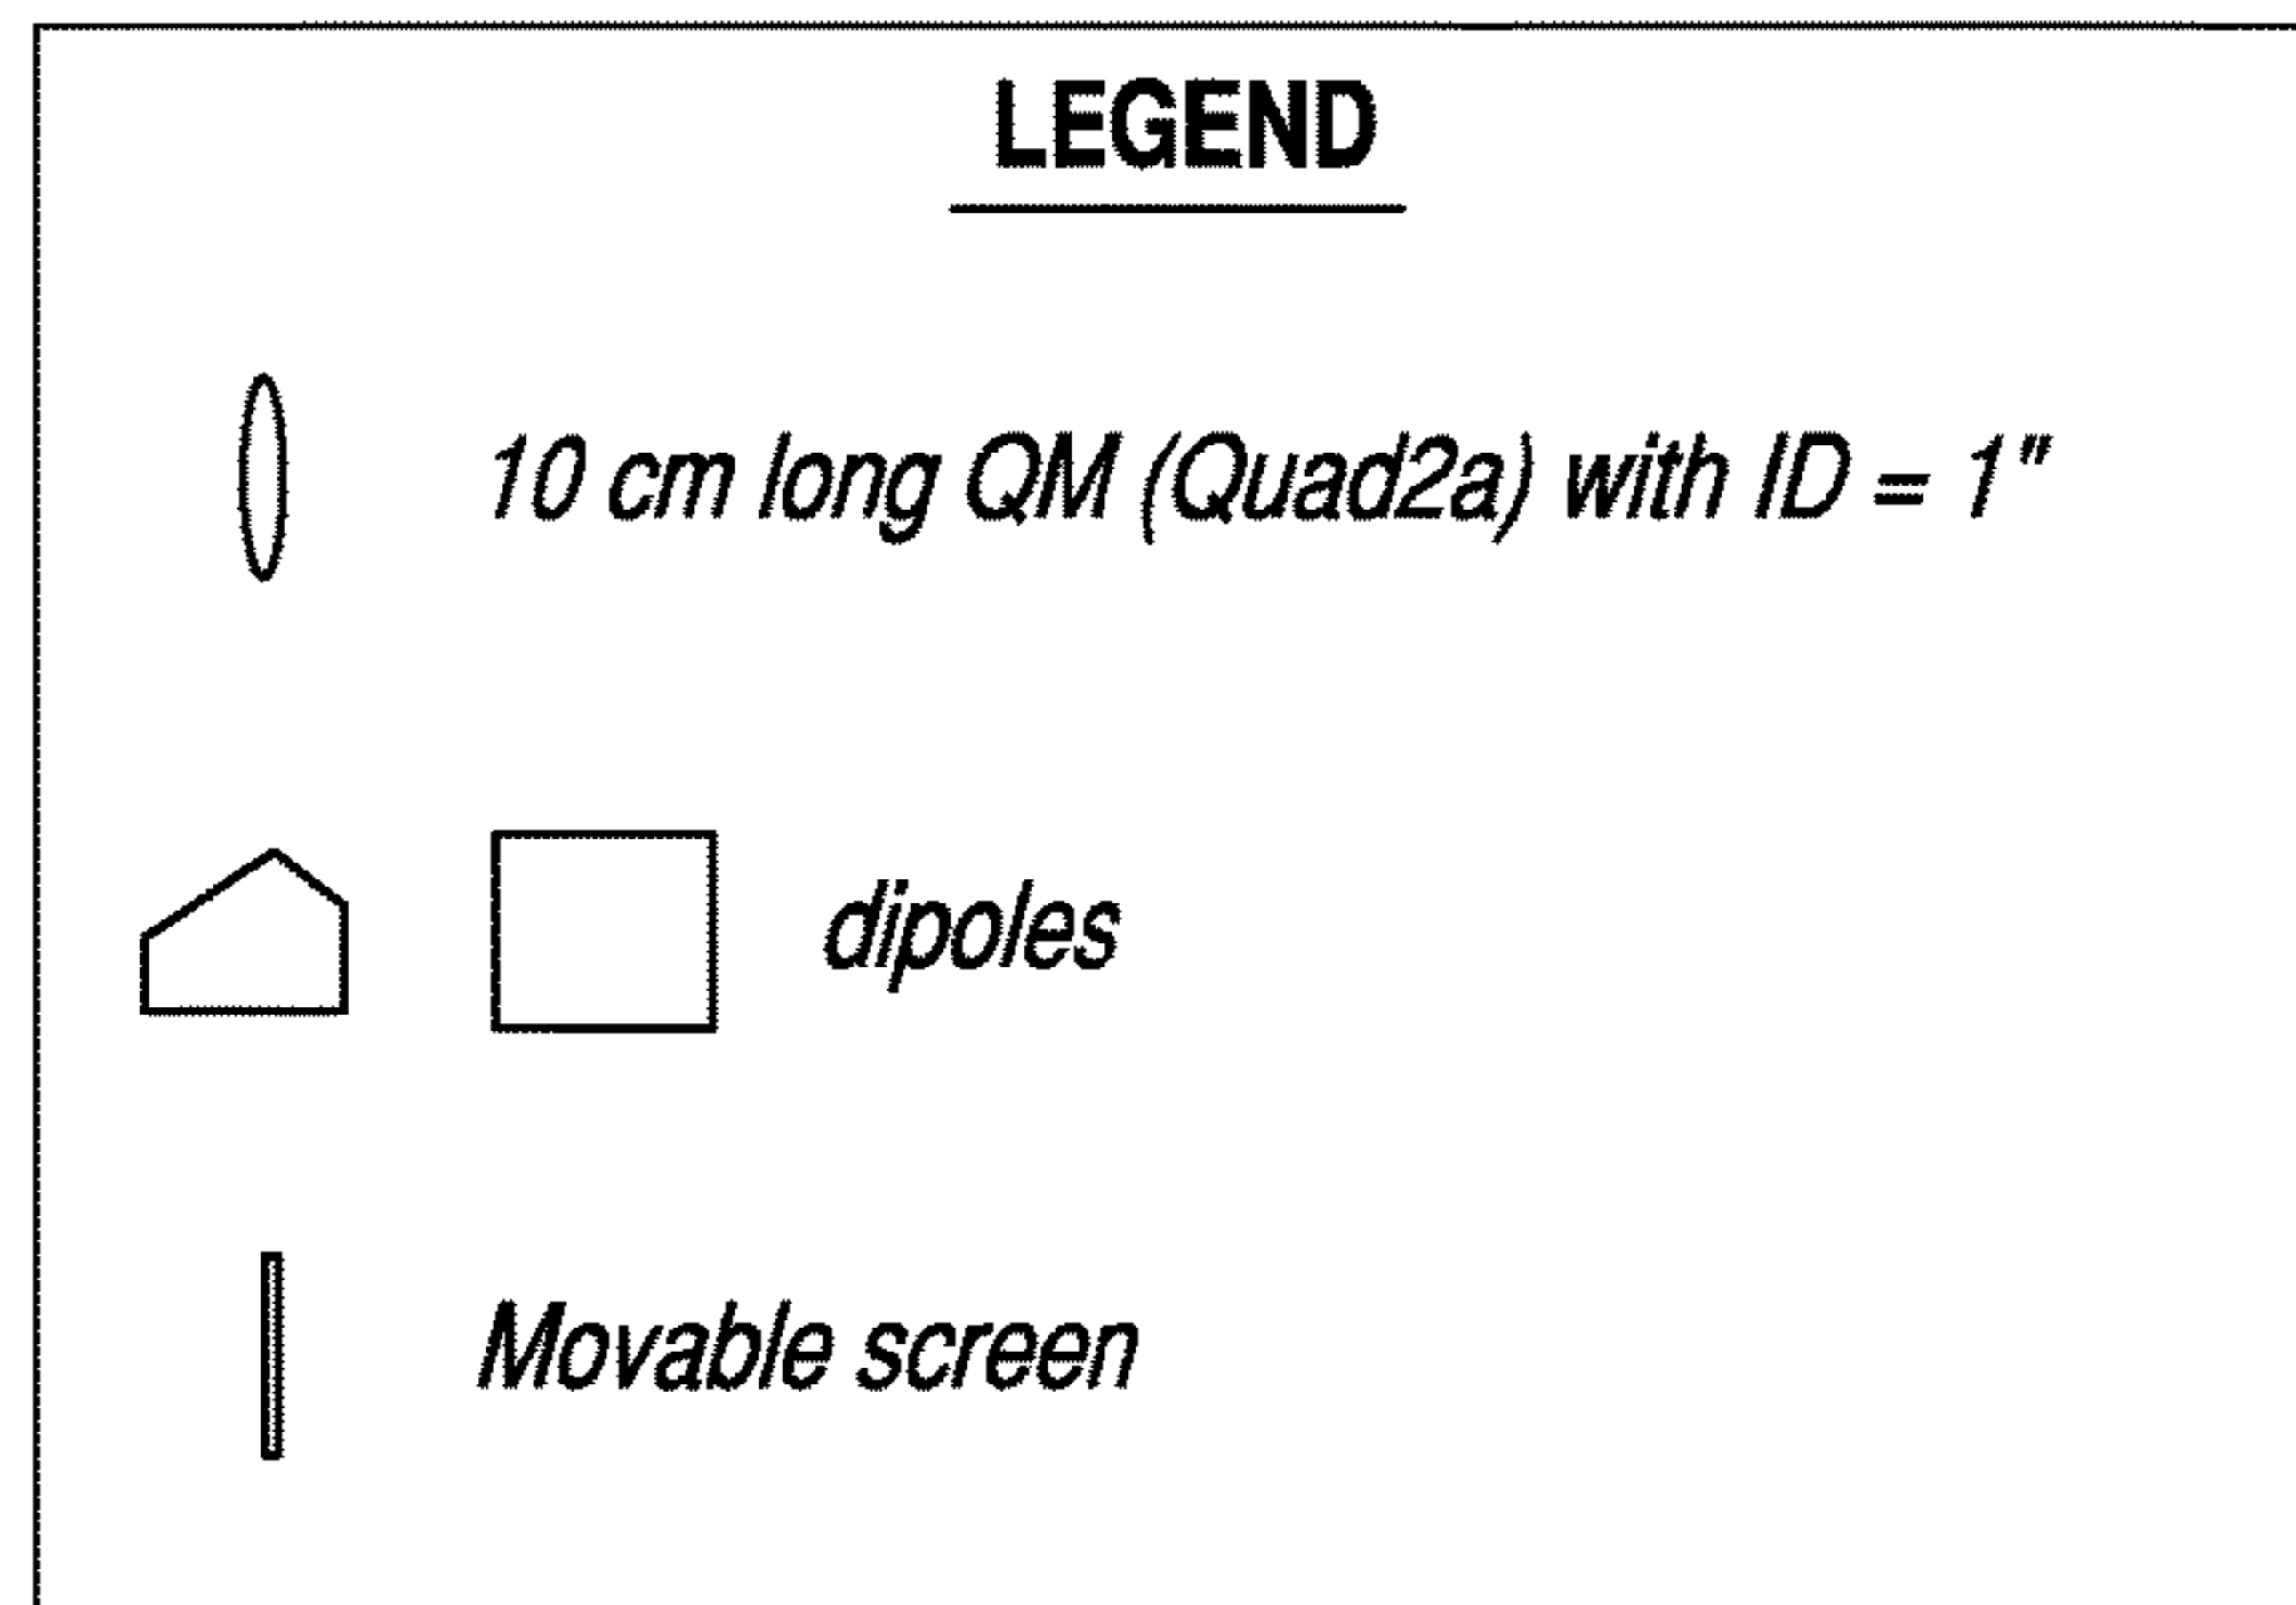 LEGEND
10 cm long QM (Quad2a) with ID = 1"
dipoles
Movable screen